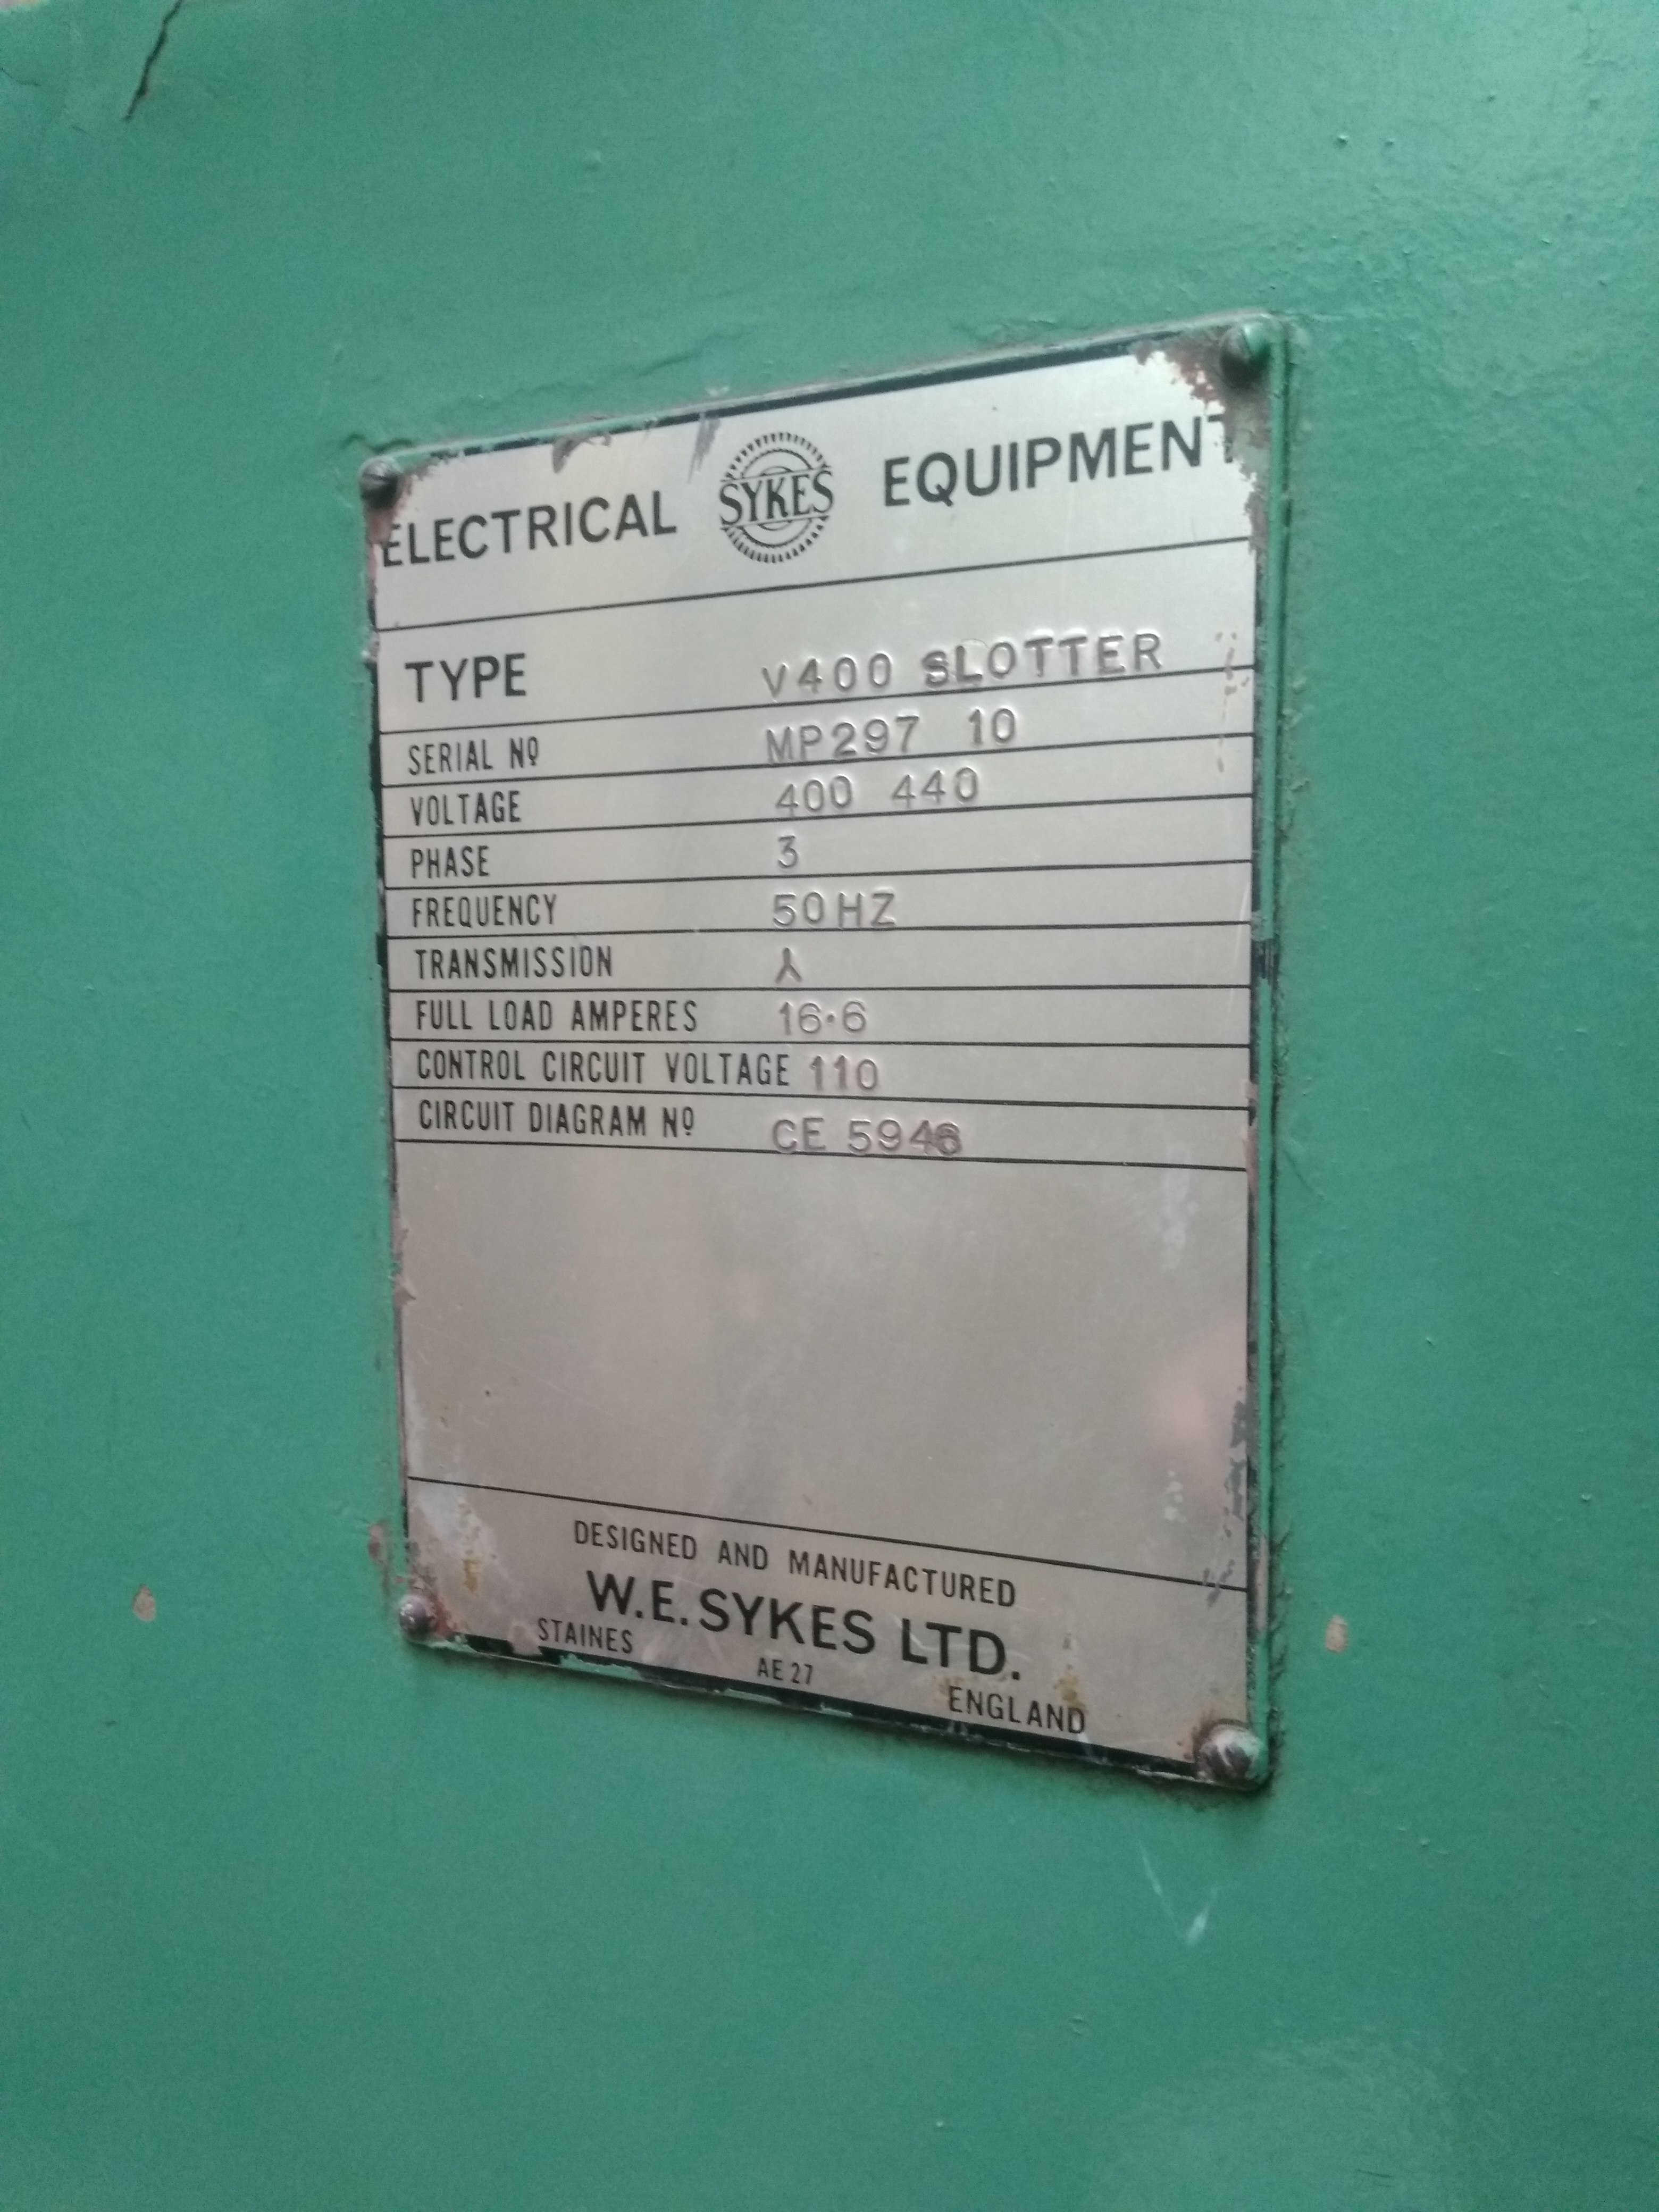 ELECTRICAL SYKES EQUIPMENT
TYPE V400 SLOTTER
SERIAL Nº MP297 10
VOLTAGE 400 440
PHASE 3
FREQUENCY 50HZ
TRANSMISSION ⅄
FULL LOAD AMPERES 16·6
CONTROL CIRCUIT VOLTAGE 110
CIRCUIT DIAGRAM Nº CE 5946
DESIGNED AND MANUFACTURED
W.E. SYKES LTD.
STAINES AE 27 ENGLAND